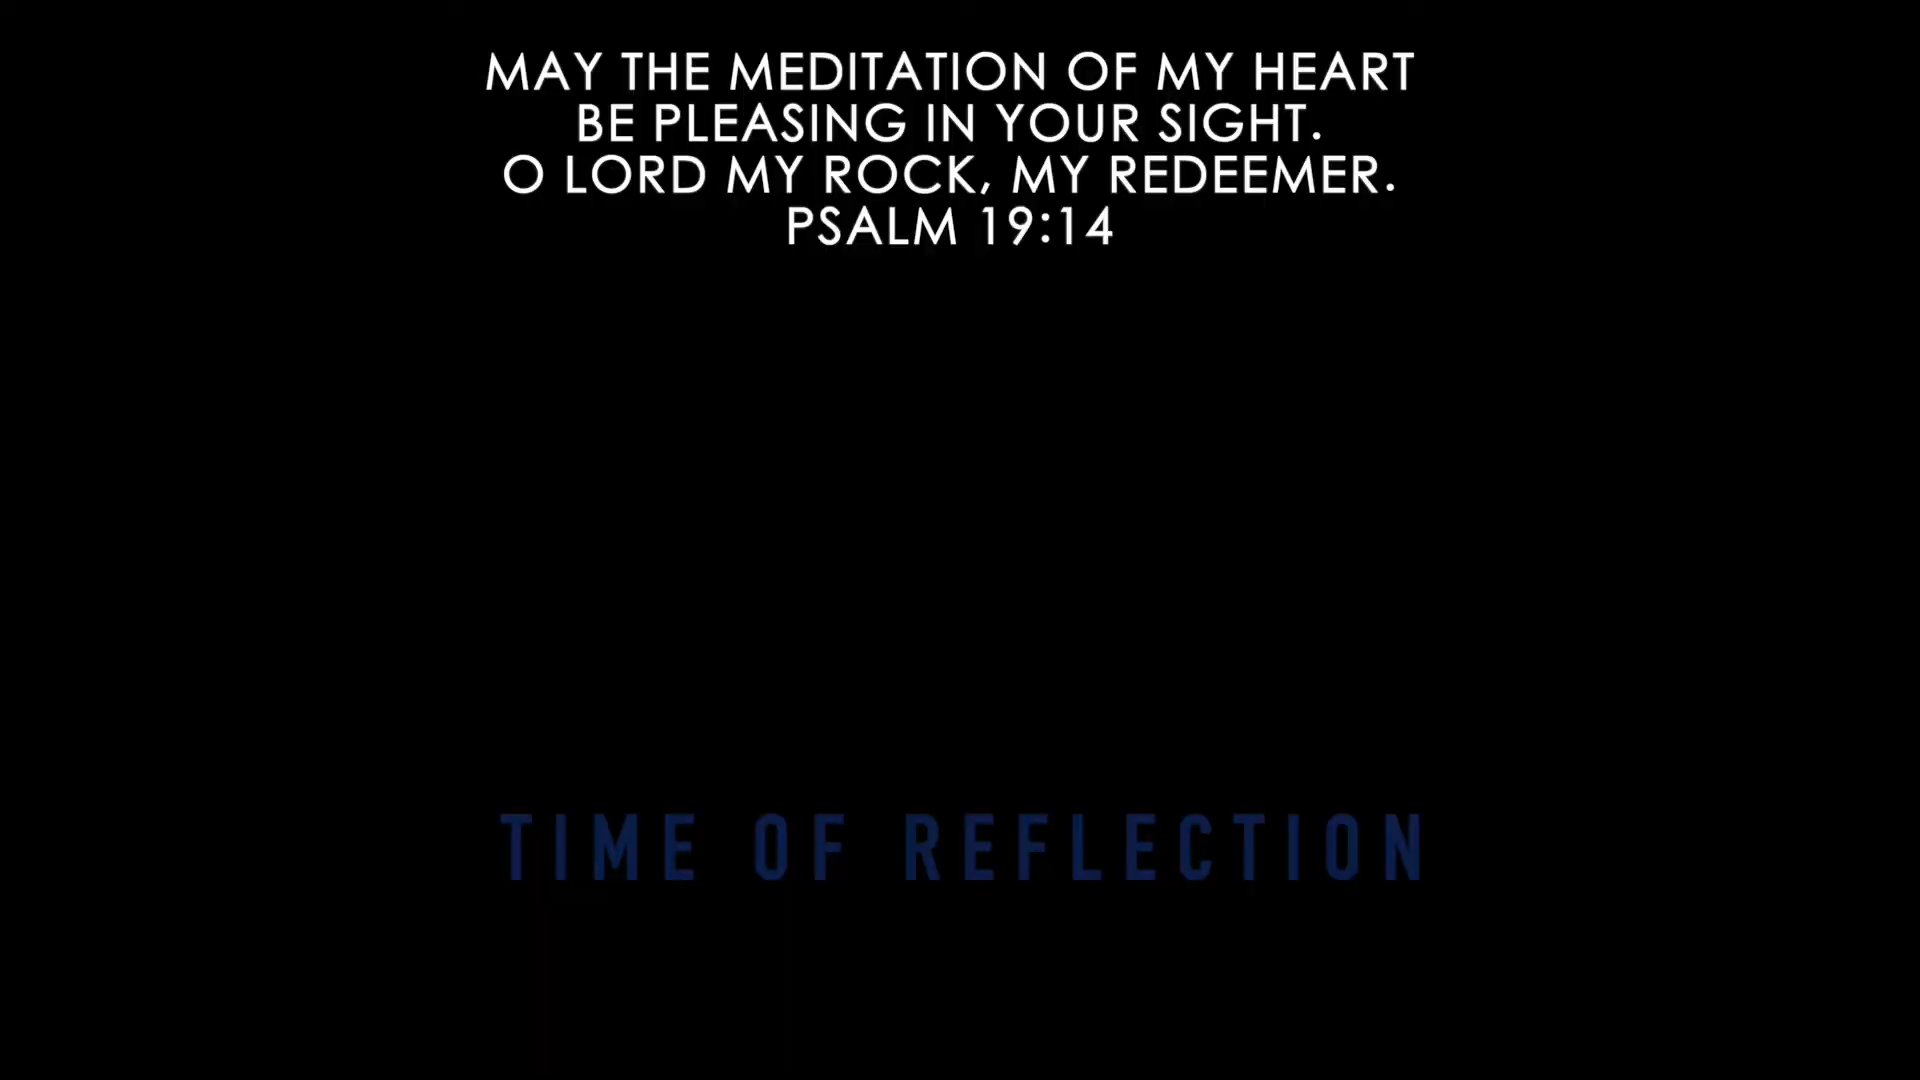 MAY THE MEDITATION OF MY HEART
BE PLEASING IN YOUR SIGHT.
O LORD MY ROCK, MY REDEEMER.
PSALM 19:14
TIME OF REFLECTION